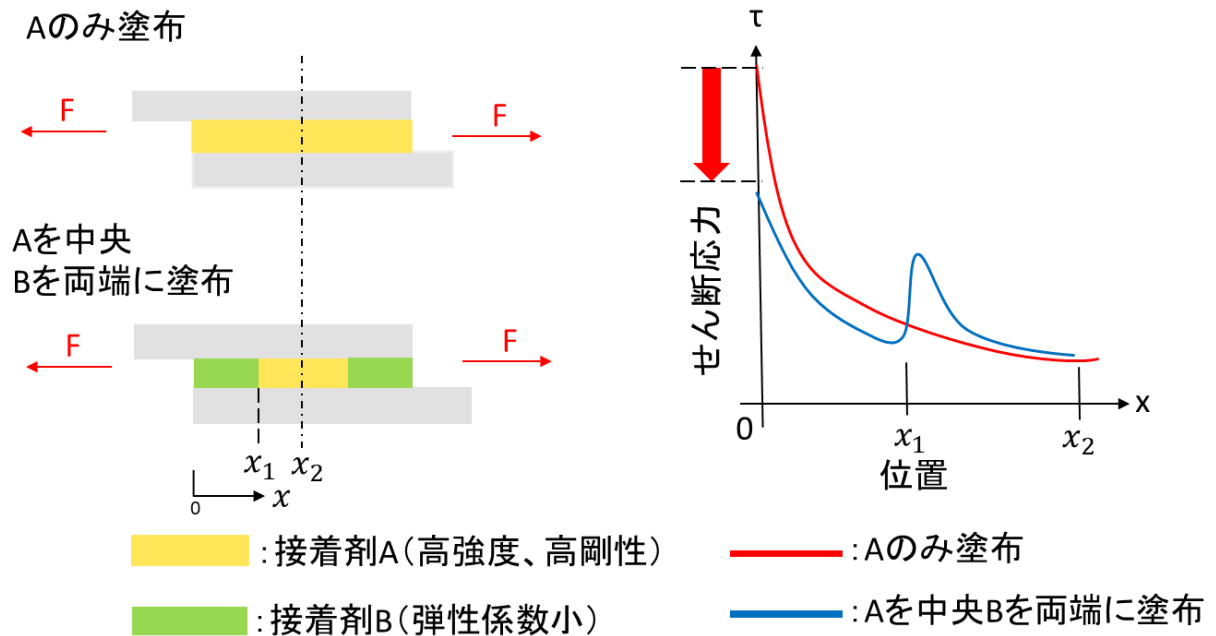 Aのみ塗布
F
F
Aを中央
Bを両端に塗布
F
F
x₁
x₂
0
x
τ
せん断応力
0
x₁
x₂
x
位置
:接着剤A(高強度、高剛性)
:接着剤B(弾性係数小)
:Aのみ塗布
:Aを中央Bを両端に塗布